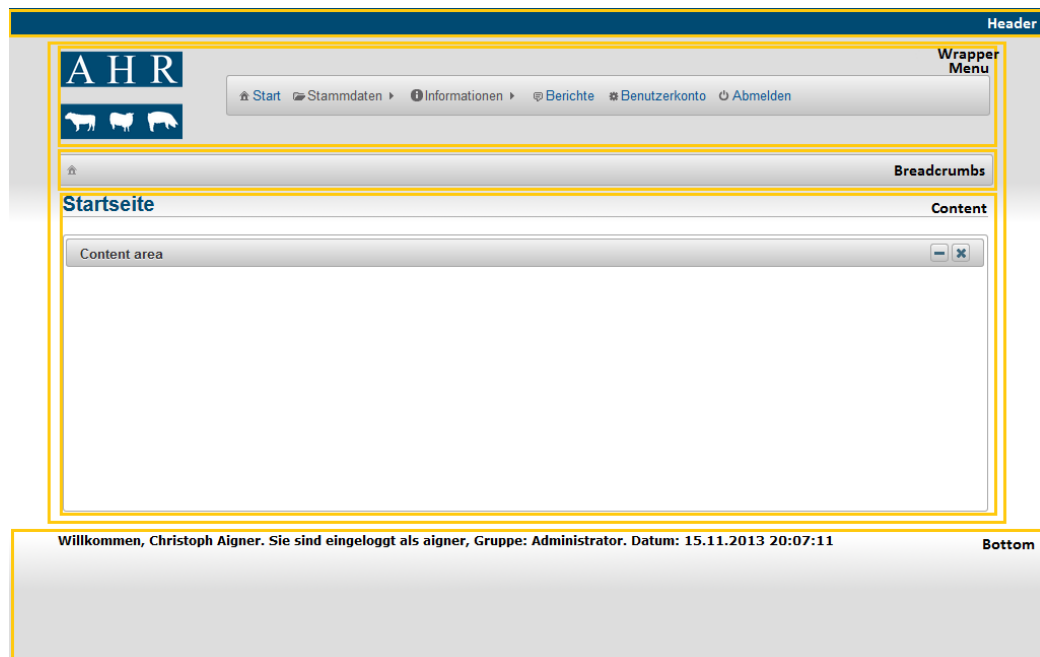 Header
Wrapper
Menu
A H R
Start Stammdaten Informationen Berichte Benutzerkonto Abmelden
Breadcrumbs
Startseite
Content
Content area
Willkommen, Christoph Aigner. Sie sind eingeloggt als aigner, Gruppe: Administrator. Datum: 15.11.2013 20:07:11
Bottom